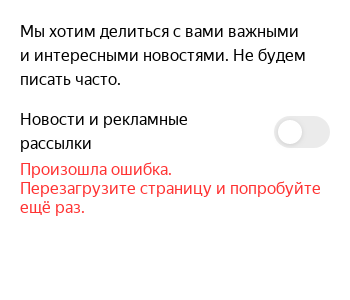 Мы хотим делиться с вами важными
и интересными новостями. Не будем
писать часто.
Новости и рекламные
рассылки
Произошла ошибка.
Перезагрузите страницу и попробуйте
ещё раз.